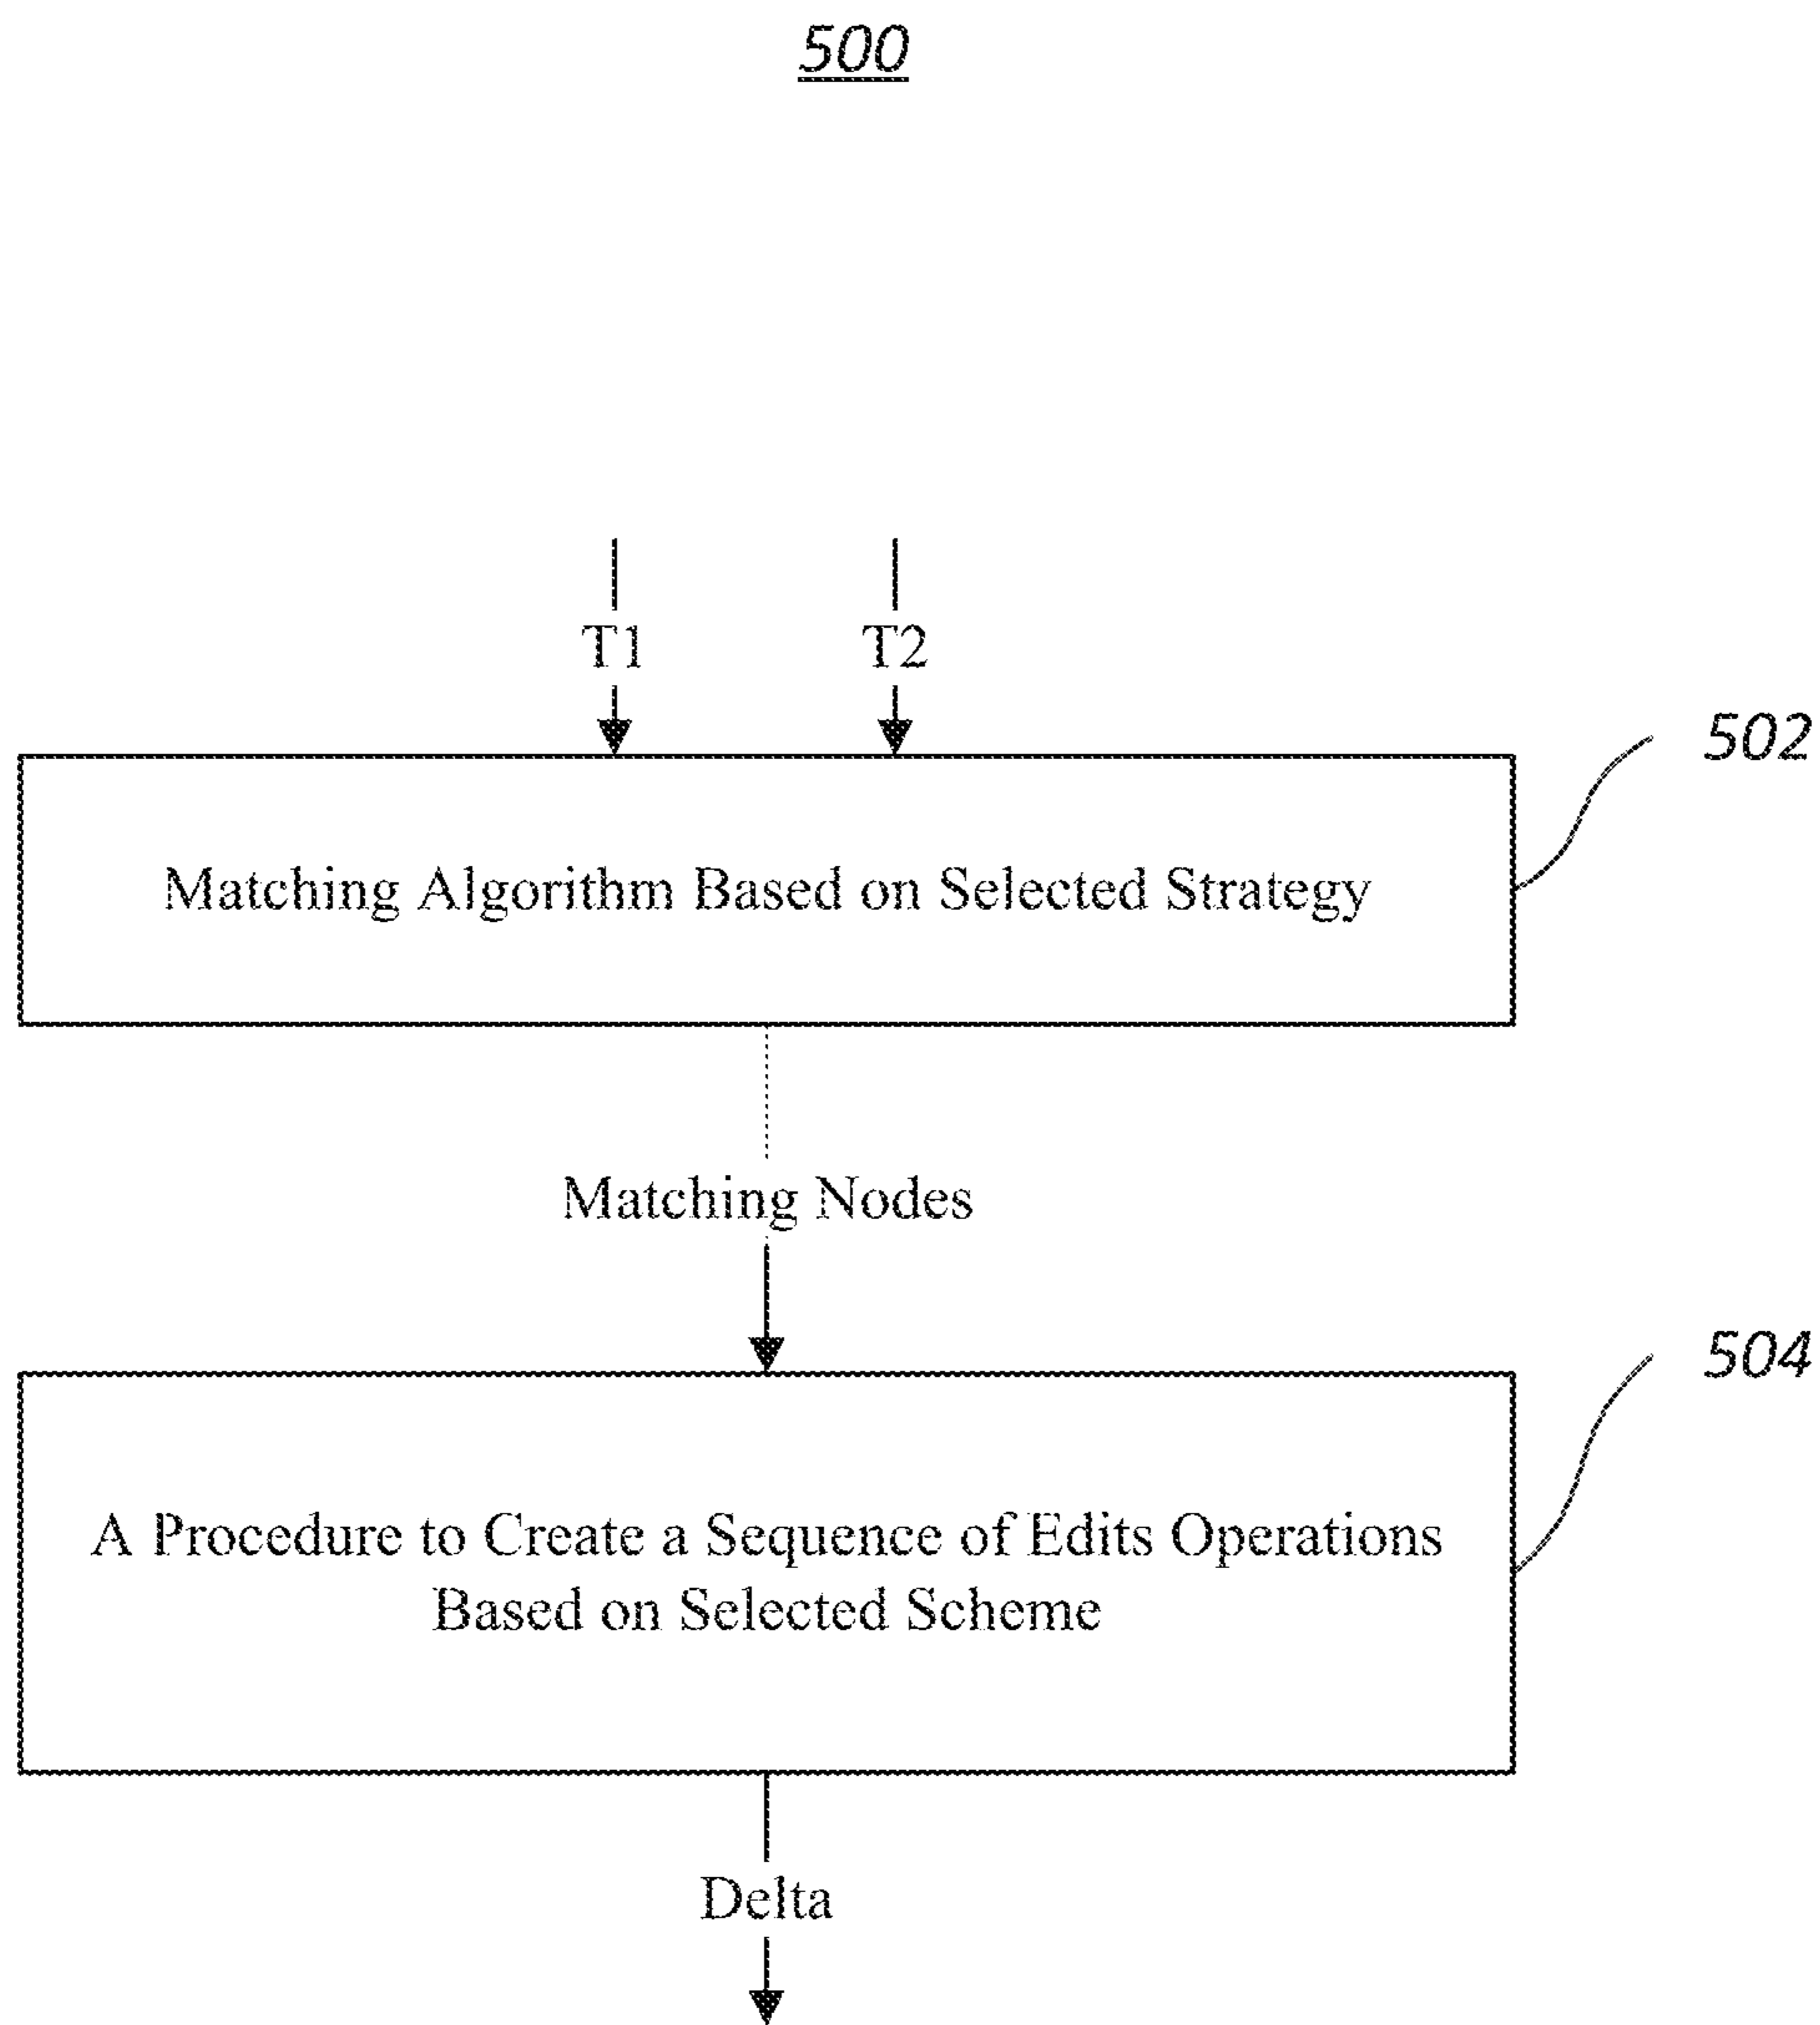 500
T1 T2
502
Matching Algorithm Based on Selected Strategy
Matching Nodes
504
A Procedure to Create a Sequence of Edits Operations
Based on Selected Scheme
Delta